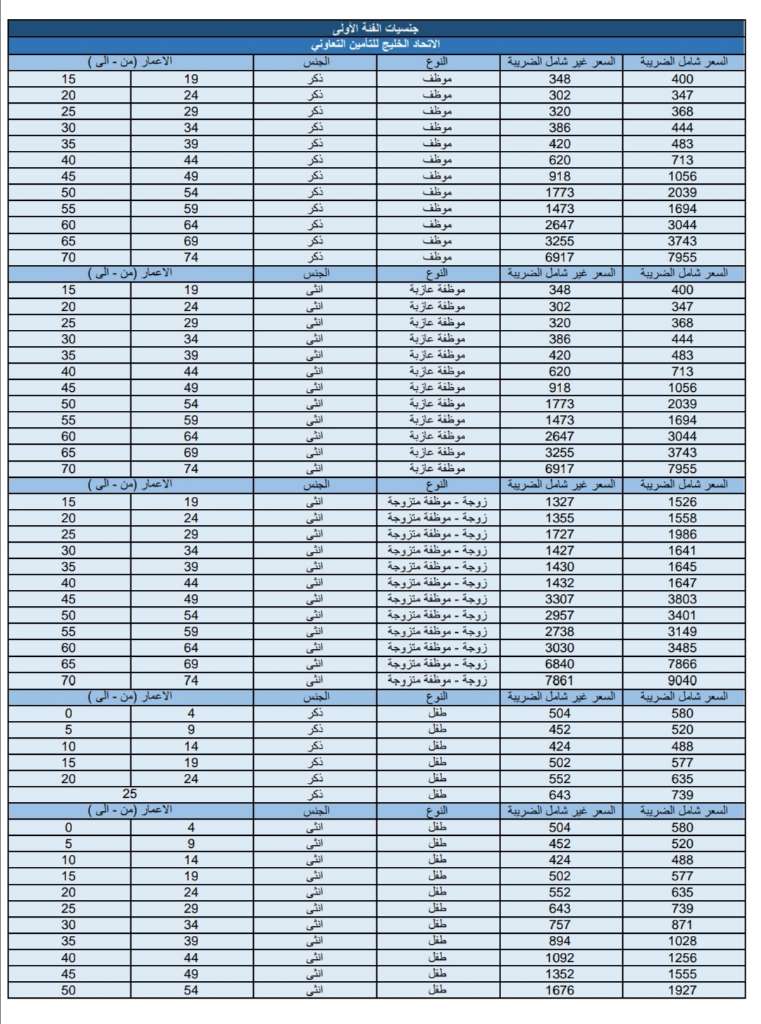 جنسيات الفئة الأولى
الاتحاد الخليج للتأمين التعاوني
السعر شامل الضريبة السعر غير شامل الضريبة النوع الجنس الاعمار (من - الى )
400 348 موظف ذكر 19 15
347 302 موظف ذكر 24 20
368 320 موظف ذكر 29 25
444 386 موظف ذكر 34 30
483 420 موظف ذكر 39 35
713 620 موظف ذكر 44 40
1056 918 موظف ذكر 49 45
2039 1773 موظف ذكر 54 50
1694 1473 موظف ذكر 59 55
3044 2647 موظف ذكر 64 60
3743 3255 موظف ذكر 69 65
7955 6917 موظف ذكر 74 70
السعر شامل الضريبة السعر غير شامل الضريبة النوع الجنس الاعمار (من - الى )
400 348 موظفة عازبة انثى 19 15
347 302 موظفة عازبة انثى 24 20
368 320 موظفة عازبة انثى 29 25
444 386 موظفة عازبة انثى 34 30
483 420 موظفة عازبة انثى 39 35
713 620 موظفة عازبة انثى 44 40
1056 918 موظفة عازبة انثى 49 45
2039 1773 موظفة عازبة انثى 54 50
1694 1473 موظفة عازبة انثى 59 55
3044 2647 موظفة عازبة انثى 64 60
3743 3255 موظفة عازبة انثى 69 65
7955 6917 موظفة عازبة انثى 74 70
السعر شامل الضريبة السعر غير شامل الضريبة النوع الجنس الاعمار (من - الى )
1526 1327 زوجة - موظفة متزوجة انثى 19 15
1558 1355 زوجة - موظفة متزوجة انثى 24 20
1986 1727 زوجة - موظفة متزوجة انثى 29 25
1641 1427 زوجة - موظفة متزوجة انثى 34 30
1645 1430 زوجة - موظفة متزوجة انثى 39 35
1647 1432 زوجة - موظفة متزوجة انثى 44 40
3803 3307 زوجة - موظفة متزوجة انثى 49 45
3401 2957 زوجة - موظفة متزوجة انثى 54 50
3149 2738 زوجة - موظفة متزوجة انثى 59 55
3485 3030 زوجة - موظفة متزوجة انثى 64 60
7866 6840 زوجة - موظفة متزوجة انثى 69 65
9040 7861 زوجة - موظفة متزوجة انثى 74 70
السعر شامل الضريبة السعر غير شامل الضريبة النوع الجنس الاعمار (من - الى )
580 504 طفل ذكر 4 0
520 452 طفل ذكر 9 5
488 424 طفل ذكر 14 10
577 502 طفل ذكر 19 15
635 552 طفل ذكر 24 20
739 643 طفل ذكر 25
السعر شامل الضريبة السعر غير شامل الضريبة النوع الجنس الاعمار (من - الى )
580 504 طفل انثى 4 0
520 452 طفل انثى 9 5
488 424 طفل انثى 14 10
577 502 طفل انثى 19 15
635 552 طفل انثى 24 20
739 643 طفل انثى 29 25
871 757 طفل انثى 34 30
1028 894 طفل انثى 39 35
1256 1092 طفل انثى 44 40
1555 1352 طفل انثى 49 45
1927 1676 طفل انثى 54 50